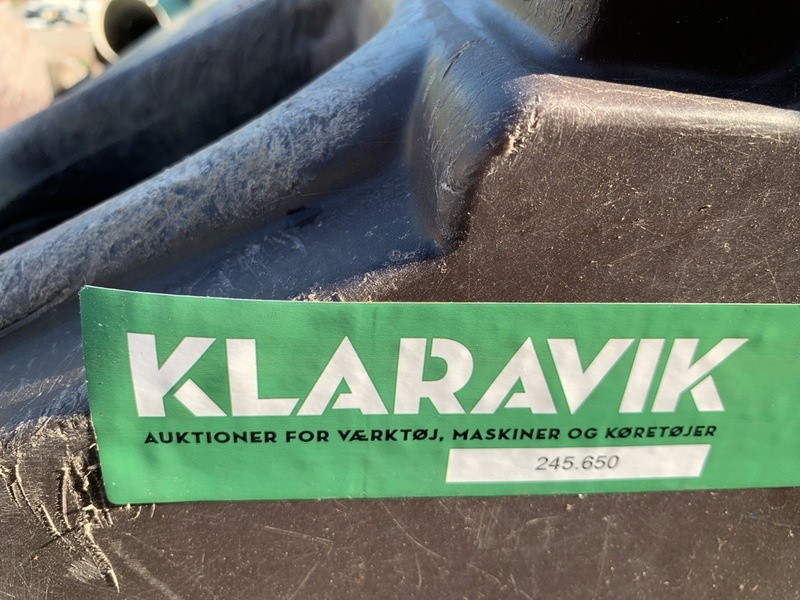 KLARAVIK
AUKTIONER FOR VÆRKTØJ, MASKINER OG KØRETØJER
245.650